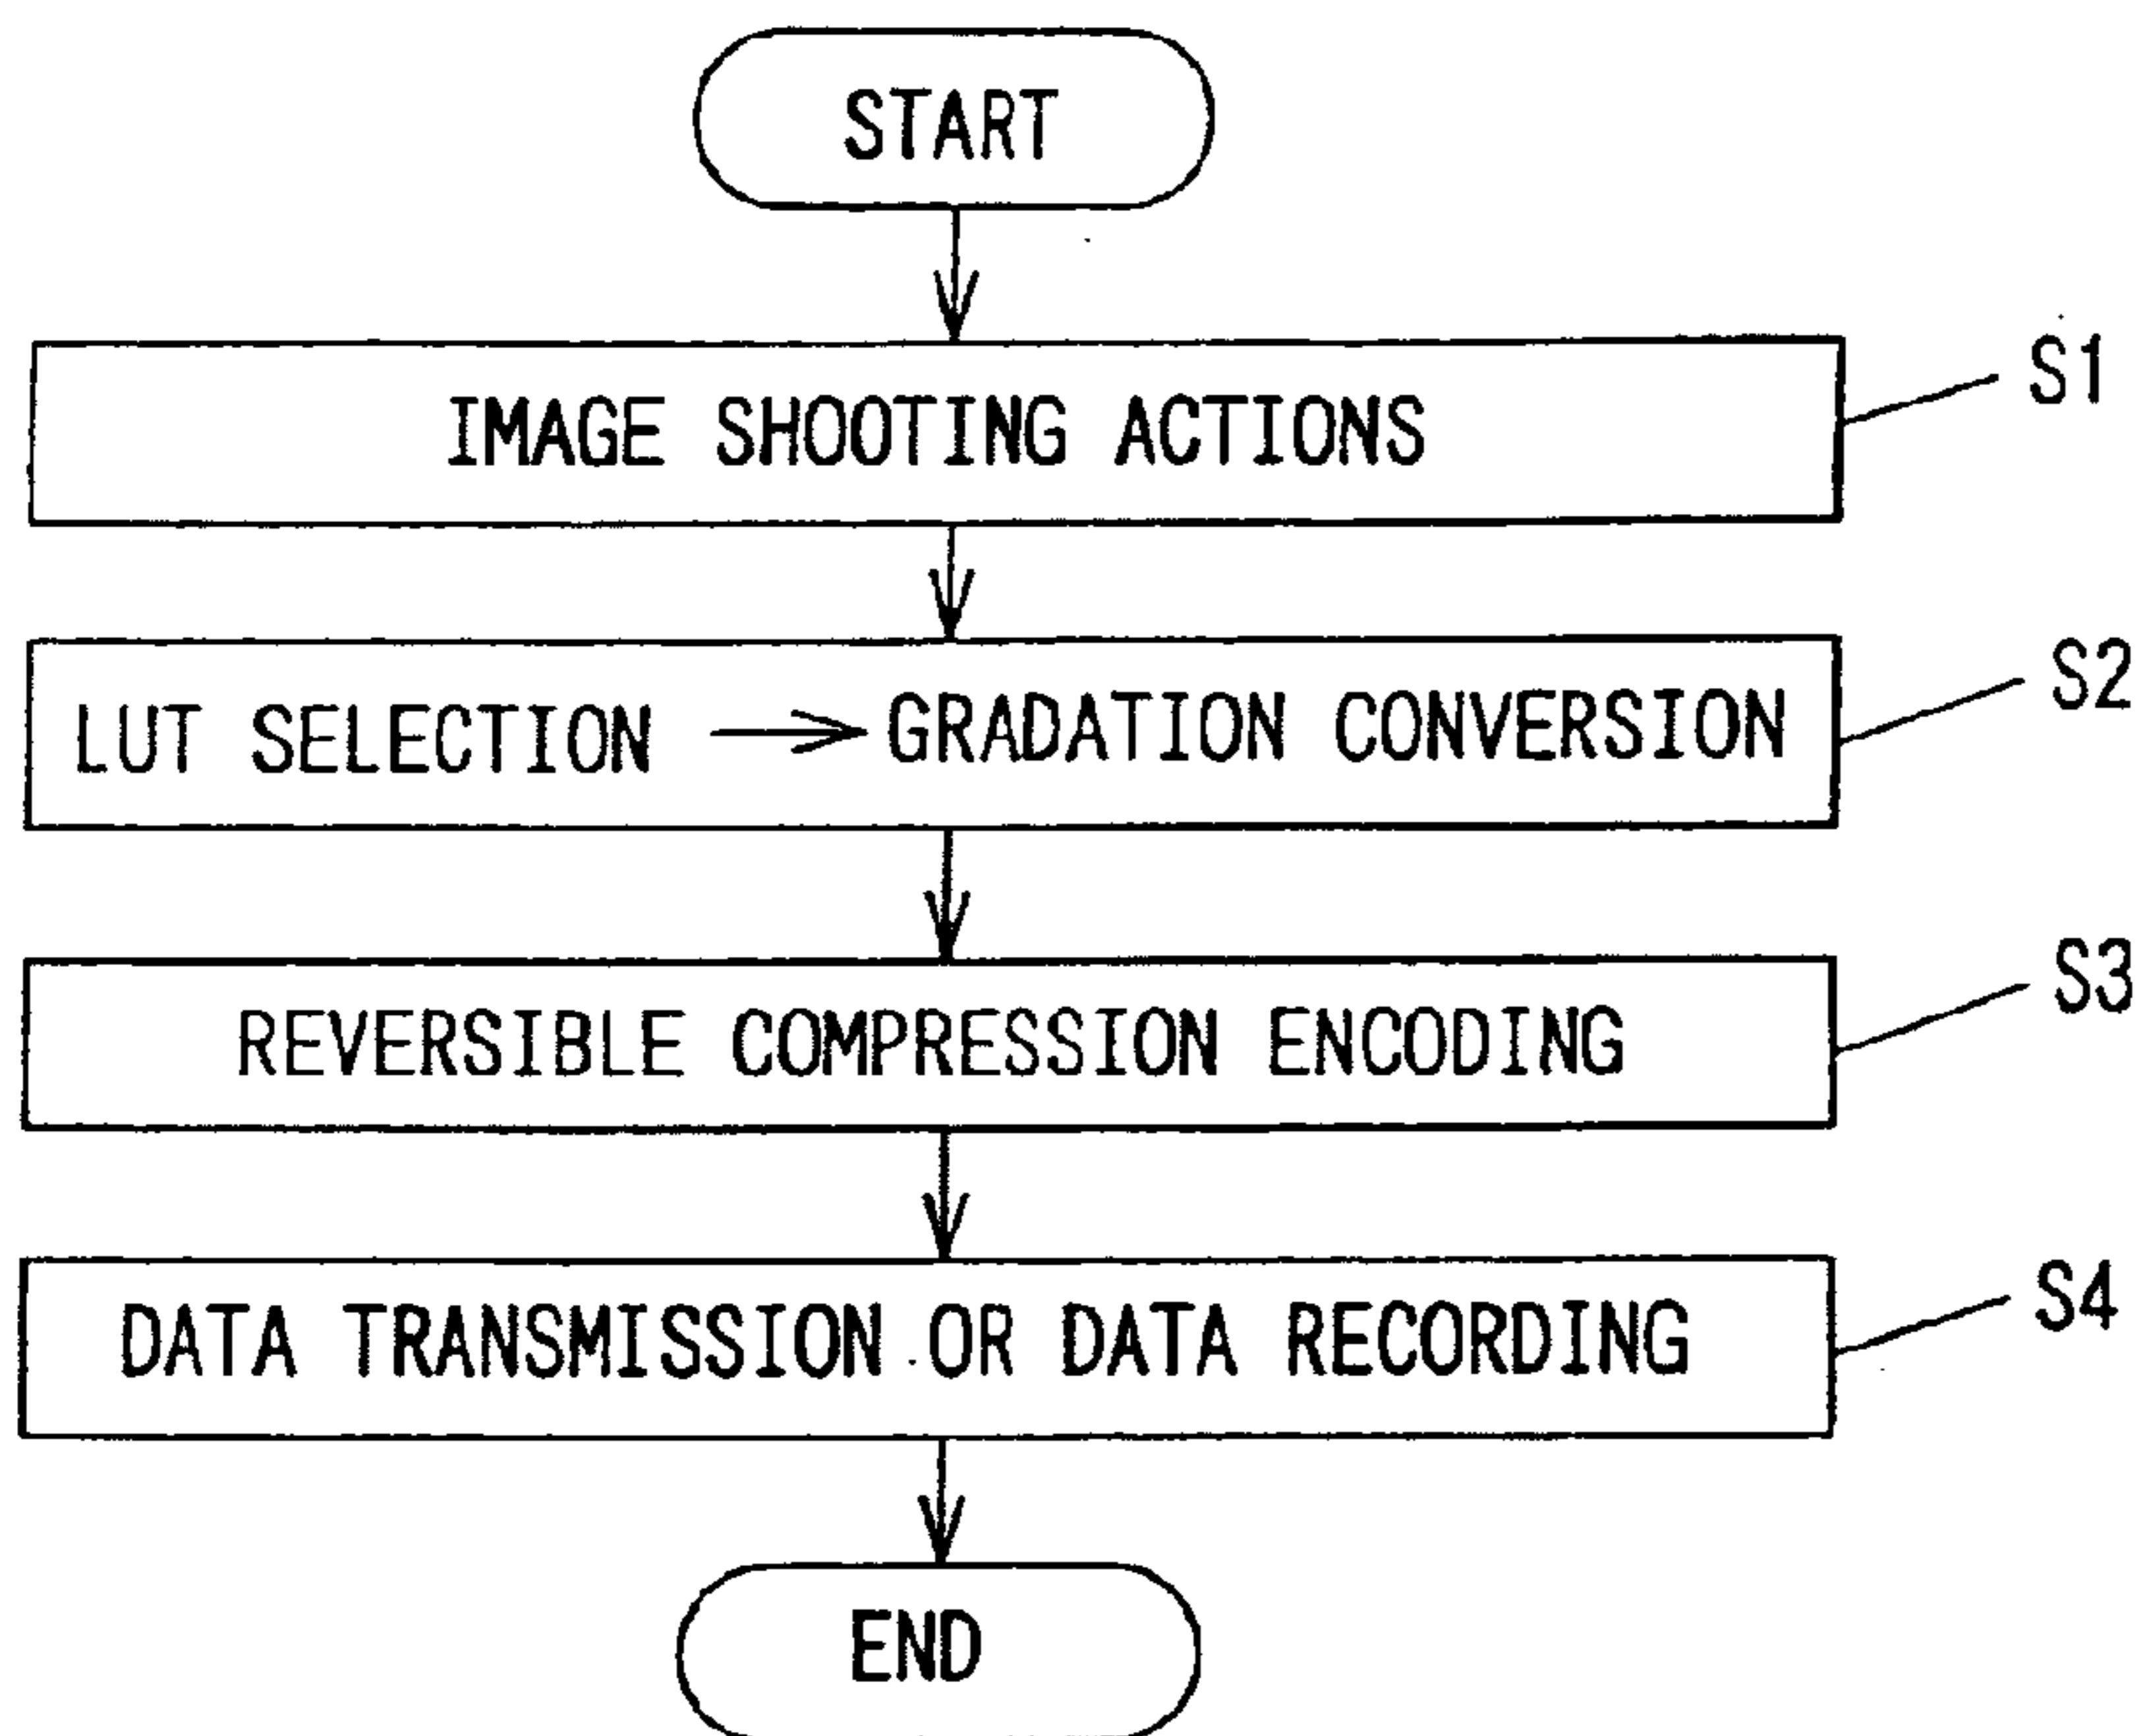 START
IMAGE SHOOTING ACTIONS
S1
LUT SELECTION → GRADATION CONVERSION
S2
REVERSIBLE COMPRESSION ENCODING
S3
DATA TRANSMISSION OR DATA RECORDING
S4
END